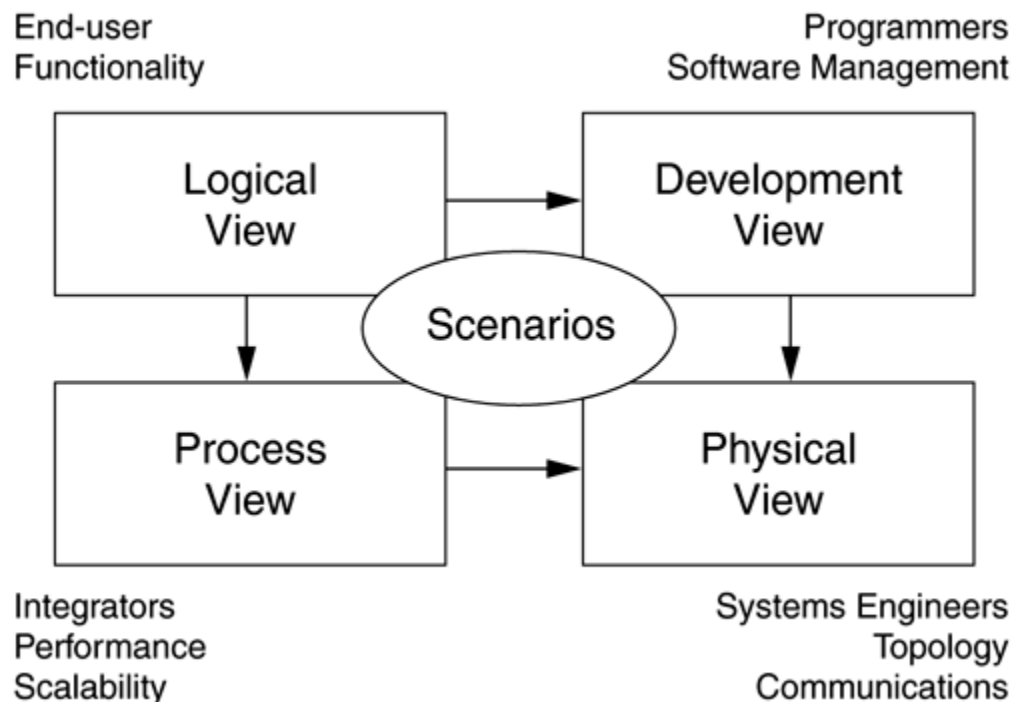 End-user
Functionality
Programmers
Software Management
Logical
View
Development
View
Scenarios
Process
View
Physical
View
Integrators
Performance
Scalability
Systems Engineers
Topology
Communications